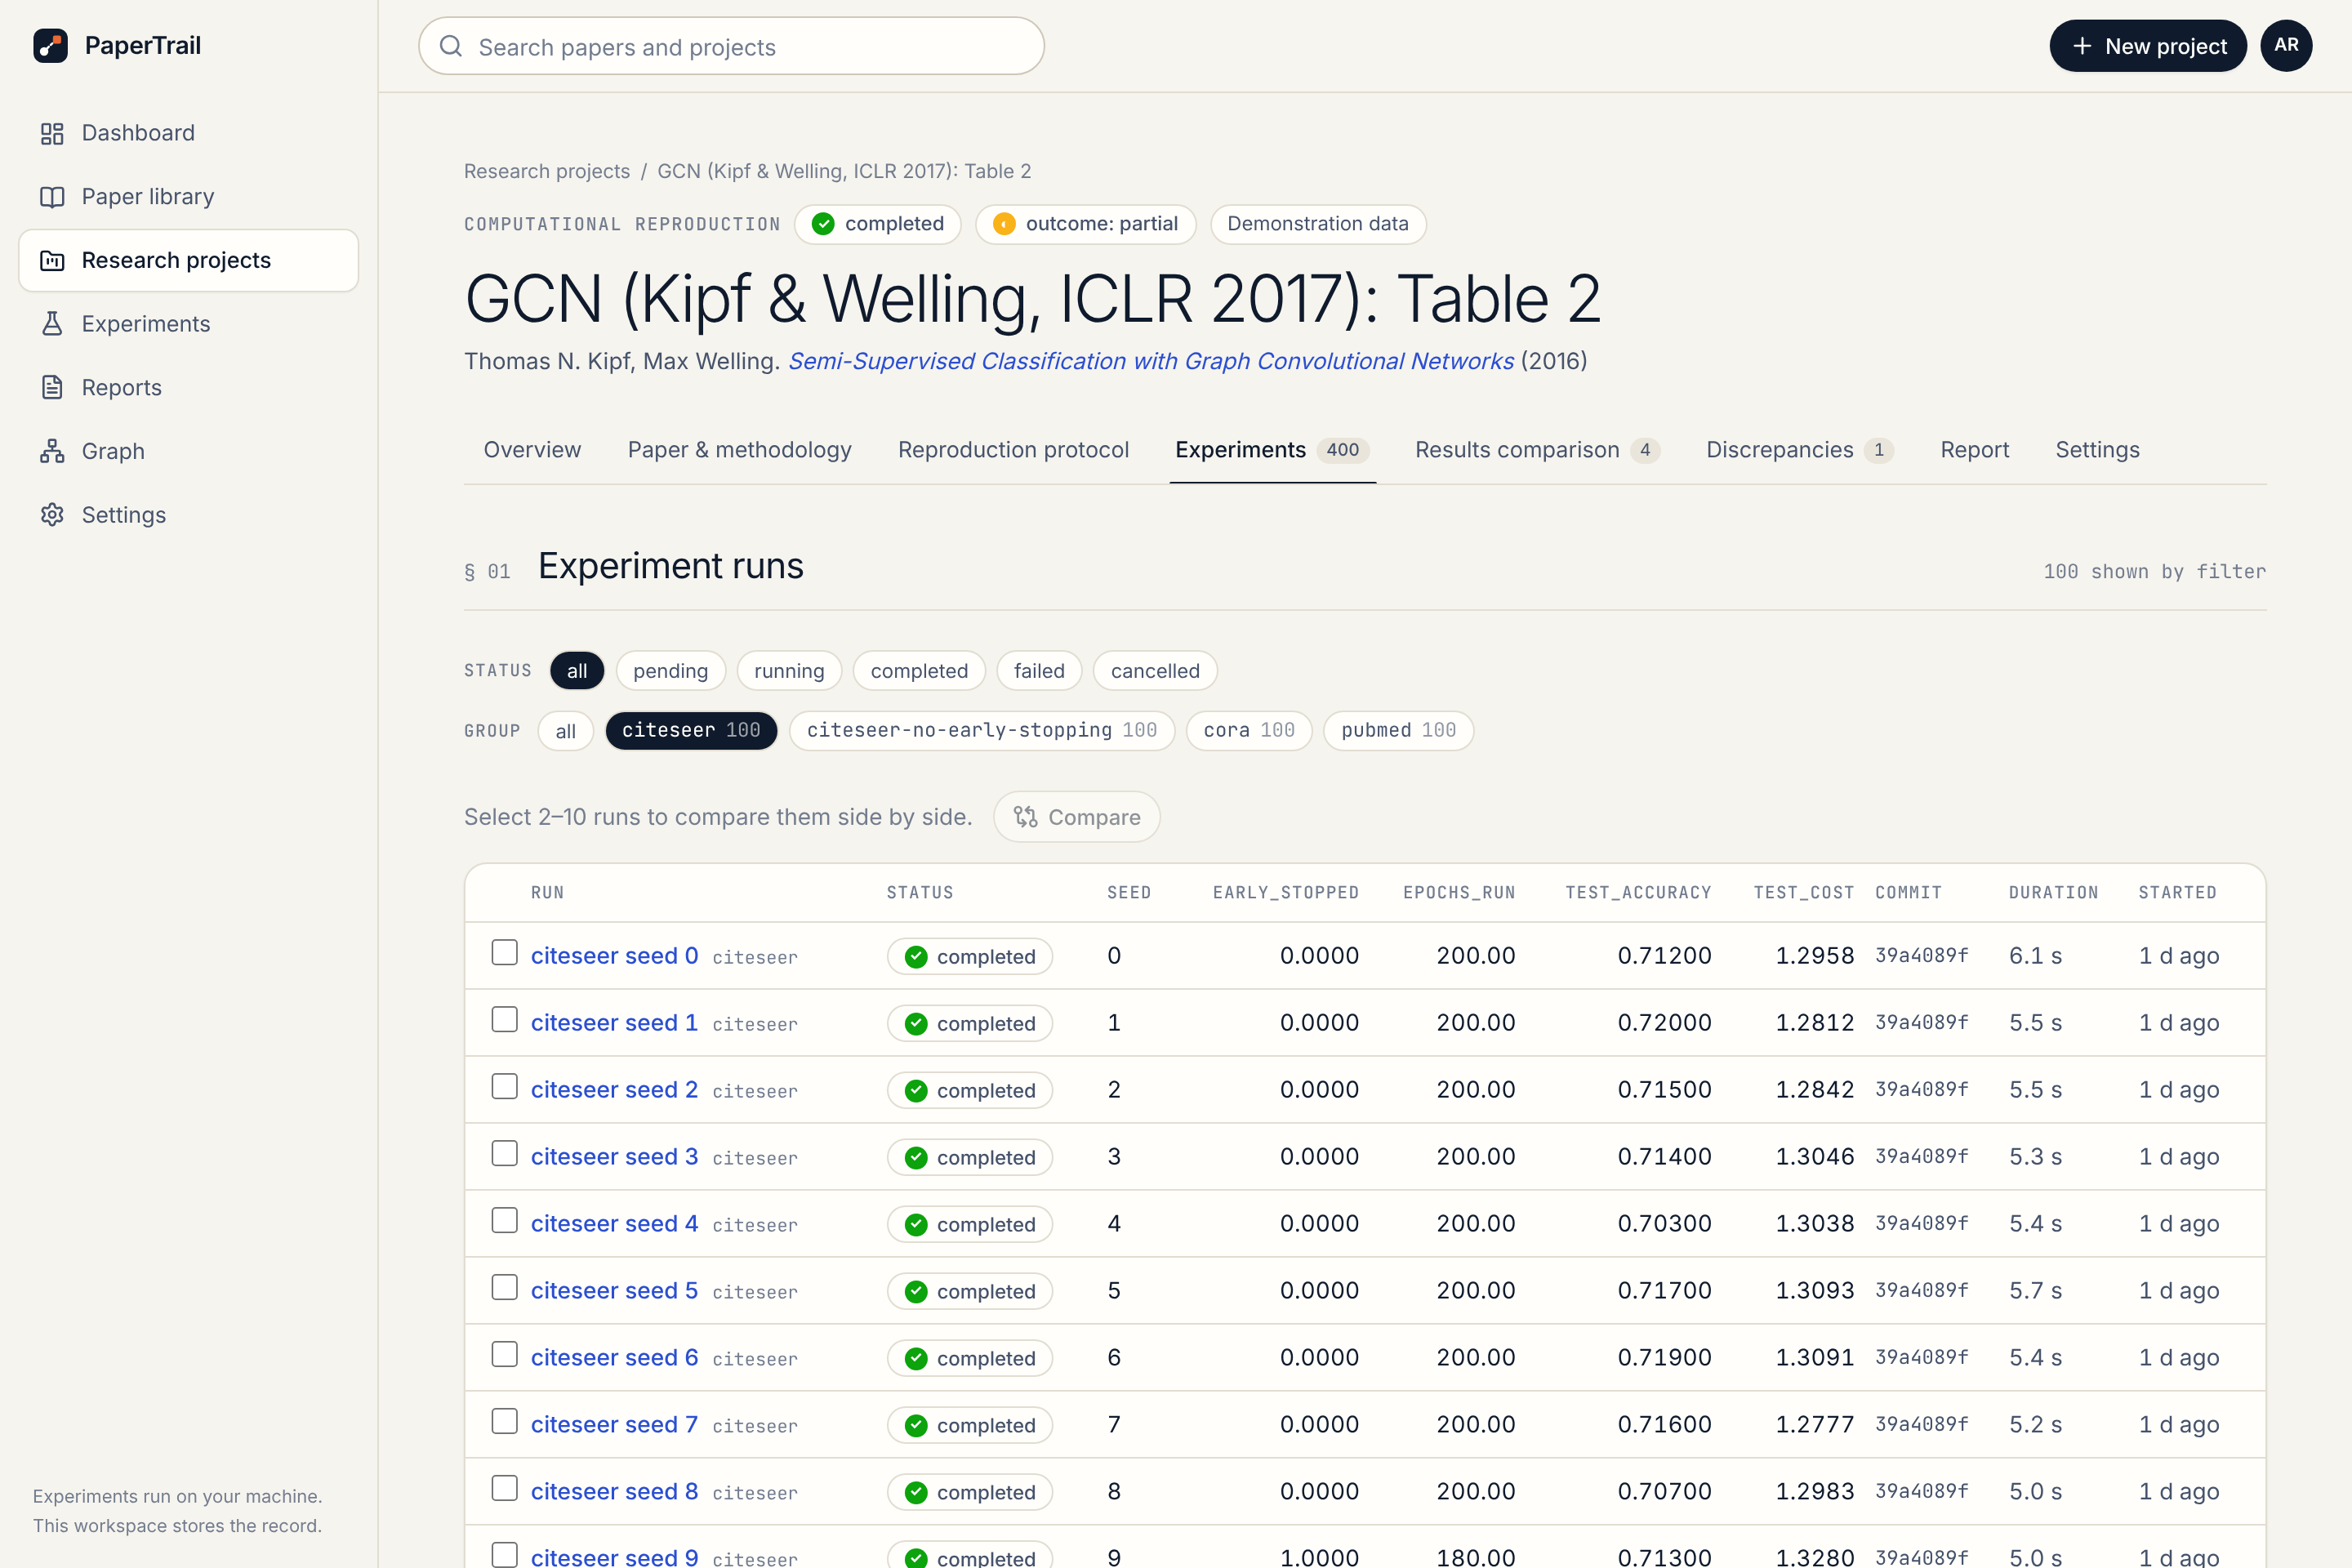 PaperTrail
Search papers and projects
New project
AR
Dashboard
Paper library
Research projects
Experiments
Reports
Graph
Settings
Research projects / GCN (Kipf & Welling, ICLR 2017): Table 2
COMPUTATIONAL REPRODUCTION completed outcome: partial Demonstration data
GCN (Kipf & Welling, ICLR 2017): Table 2
Thomas N. Kipf, Max Welling. Semi-Supervised Classification with Graph Convolutional Networks (2016)
Overview Paper & methodology Reproduction protocol Experiments 400 Results comparison 4 Discrepancies 1 Report Settings
§ 01 Experiment runs 100 shown by filter
STATUS all pending running completed failed cancelled
GROUP all citeseer 100 citeseer-no-early-stopping 100 cora 100 pubmed 100
Select 2–10 runs to compare them side by side. Compare
RUN STATUS SEED EARLY_STOPPED EPOCHS_RUN TEST_ACCURACY TEST_COST COMMIT DURATION STARTED
citeseer seed 0 citeseer completed 0 0.0000 200.00 0.71200 1.2958 39a4089f 6.1 s 1 d ago
citeseer seed 1 citeseer completed 1 0.0000 200.00 0.72000 1.2812 39a4089f 5.5 s 1 d ago
citeseer seed 2 citeseer completed 2 0.0000 200.00 0.71500 1.2842 39a4089f 5.5 s 1 d ago
citeseer seed 3 citeseer completed 3 0.0000 200.00 0.71400 1.3046 39a4089f 5.3 s 1 d ago
citeseer seed 4 citeseer completed 4 0.0000 200.00 0.70300 1.3038 39a4089f 5.4 s 1 d ago
citeseer seed 5 citeseer completed 5 0.0000 200.00 0.71700 1.3093 39a4089f 5.7 s 1 d ago
citeseer seed 6 citeseer completed 6 0.0000 200.00 0.71900 1.3091 39a4089f 5.4 s 1 d ago
citeseer seed 7 citeseer completed 7 0.0000 200.00 0.71600 1.2777 39a4089f 5.2 s 1 d ago
citeseer seed 8 citeseer completed 8 0.0000 200.00 0.70700 1.2983 39a4089f 5.0 s 1 d ago
citeseer seed 9 citeseer completed 9 1.0000 180.00 0.71300 1.3280 39a4089f 5.0 s 1 d ago
Experiments run on your machine.
This workspace stores the record.